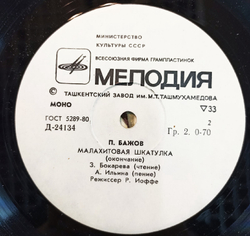 МИНИСТЕРСТВО
КУЛЬТУРЫ СССР
ВСЕСОЮЗНАЯ ФИРМА ГРАМПЛАСТИНОК
МЕЛОДИЯ
ТАШКЕНТСКИЙ ЗАВОД им. М.Т.ТАШМУХАМЕДОВА
МОНО
▽33
ГОСТ 5289-80
2
Д-24134
Гр. 2. 0-70
П. БАЖОВ
МАЛАХИТОВАЯ ШКАТУЛКА
(окончание)
З. Бокарева (чтение)
А. Ильина (пение)
Режиссер Р. Иоффе